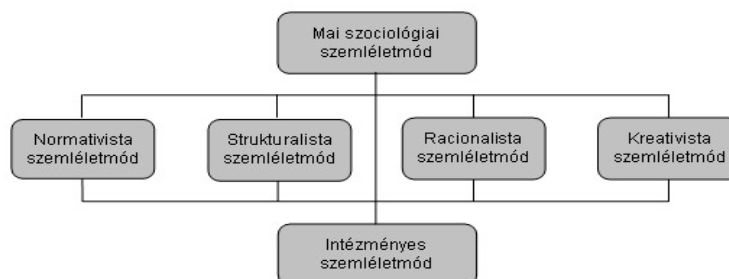 Mai szociológiai
szemléletmód
Normativista
szemléletmód
Strukturalista
szemléletmód
Racionalista
szemléletmód
Kreativista
szemléletmód
Intézményes
szemléletmód